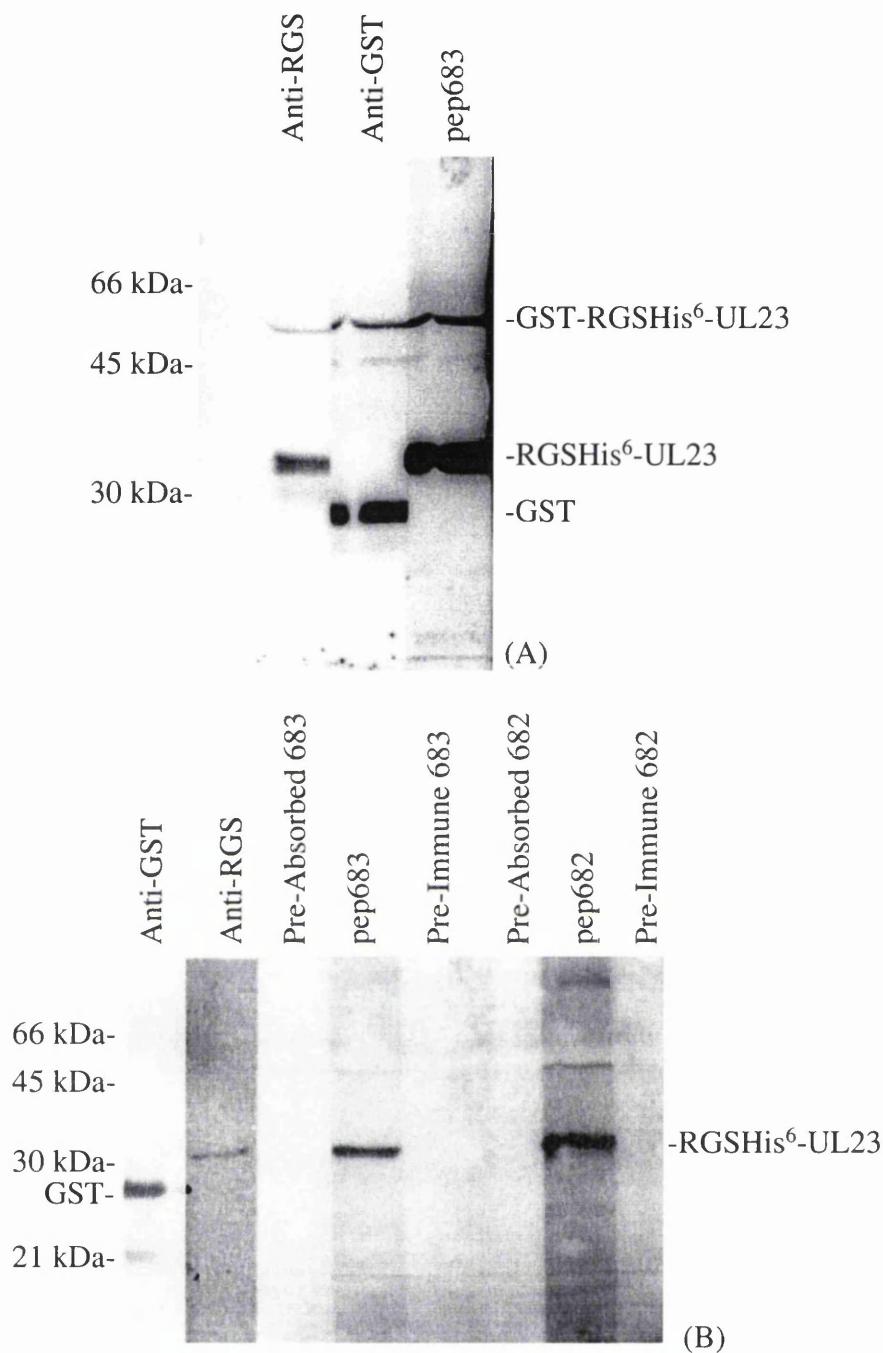 Anti-RGS
Anti-GST
pep683
66 kDa-
-GST-RGSHis⁶-UL23
45 kDa-
-RGSHis⁶-UL23
30 kDa-
-GST
(A)
Anti-GST
Anti-RGS
Pre-Absorbed 683
pep683
Pre-Immune 683
Pre-Absorbed 682
pep682
Pre-Immune 682
66 kDa-
45 kDa-
-RGSHis⁶-UL23
30 kDa-
GST-
21 kDa-
(B)